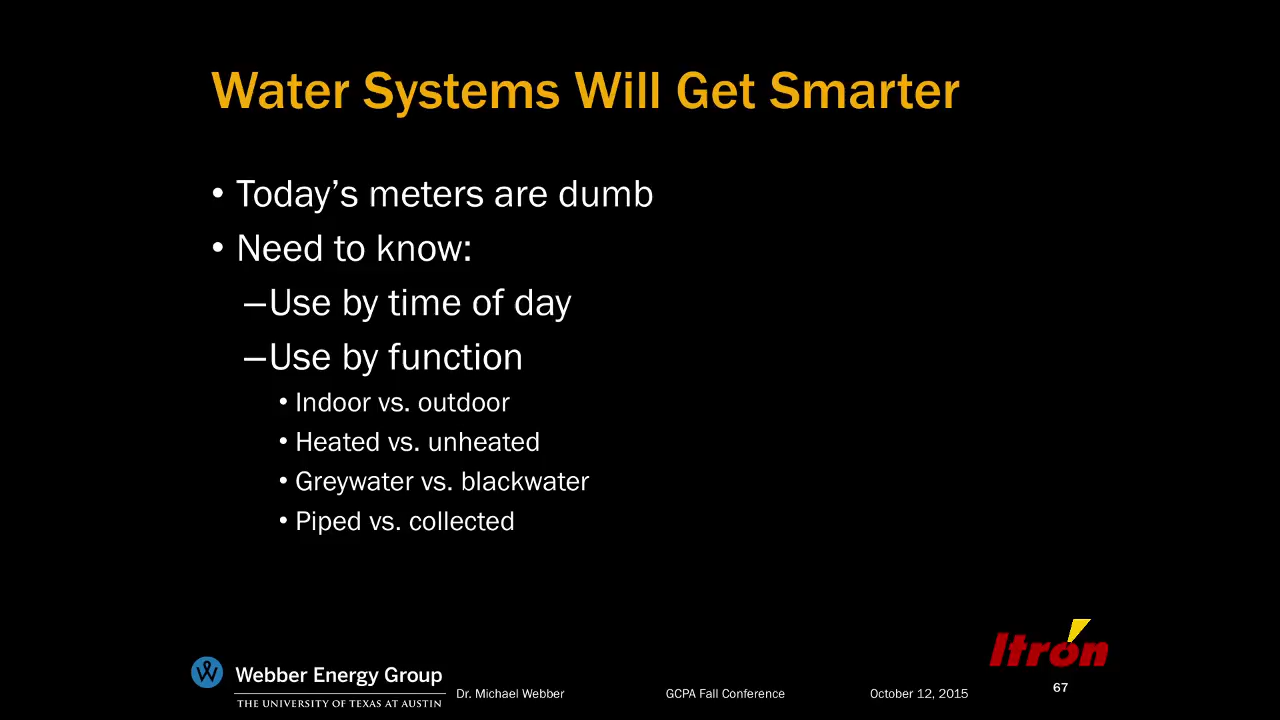 Water Systems Will Get Smarter
• Today’s meters are dumb
• Need to know:
–Use by time of day
–Use by function
• Indoor vs. outdoor
• Heated vs. unheated
• Greywater vs. blackwater
• Piped vs. collected
Itron
Webber Energy Group
THE UNIVERSITY OF TEXAS AT AUSTIN
Dr. Michael Webber
GCPA Fall Conference
October 12, 2015
67